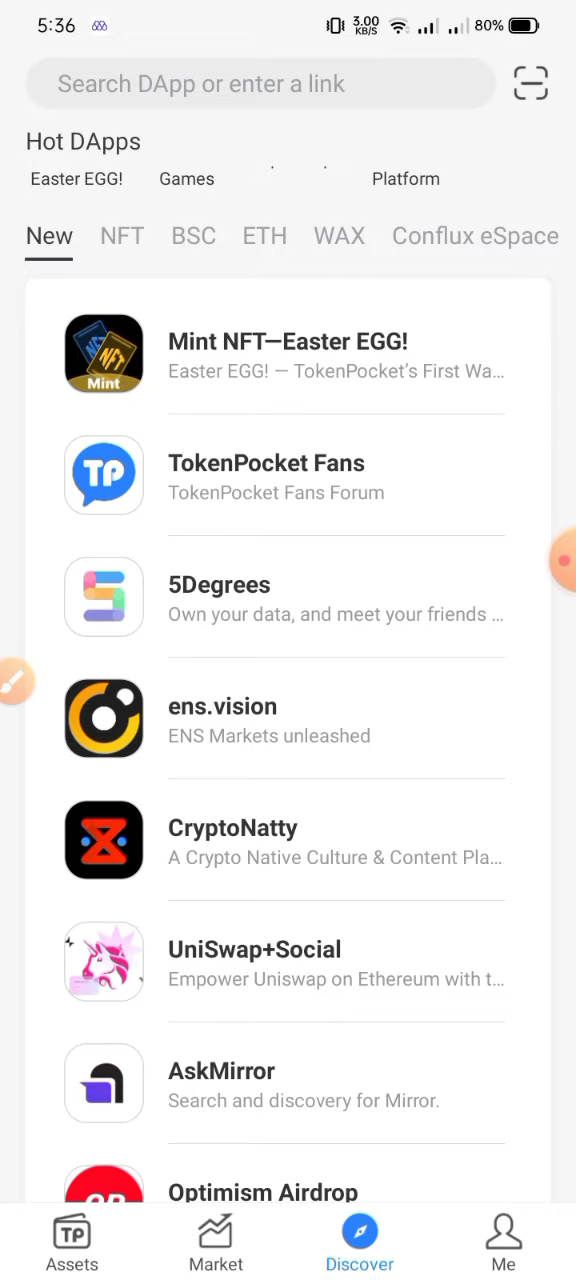 5:36
3.00
KB/S
80%
Search DApp or enter a link
Hot DApps
Easter EGG! Games Platform
New NFT BSC ETH WAX Conflux eSpace
NFT
Mint
Mint NFT—Easter EGG!
Easter EGG! — TokenPocket's First Wa...
TP
TokenPocket Fans
TokenPocket Fans Forum
5Degrees
Own your data, and meet your friends ...
ens.vision
ENS Markets unleashed
CryptoNatty
A Crypto Native Culture & Content Pla...
UniSwap+Social
Empower Uniswap on Ethereum with t...
AskMirror
Search and discovery for Mirror.
OP
Optimism Airdrop
TP
Assets Market Discover Me